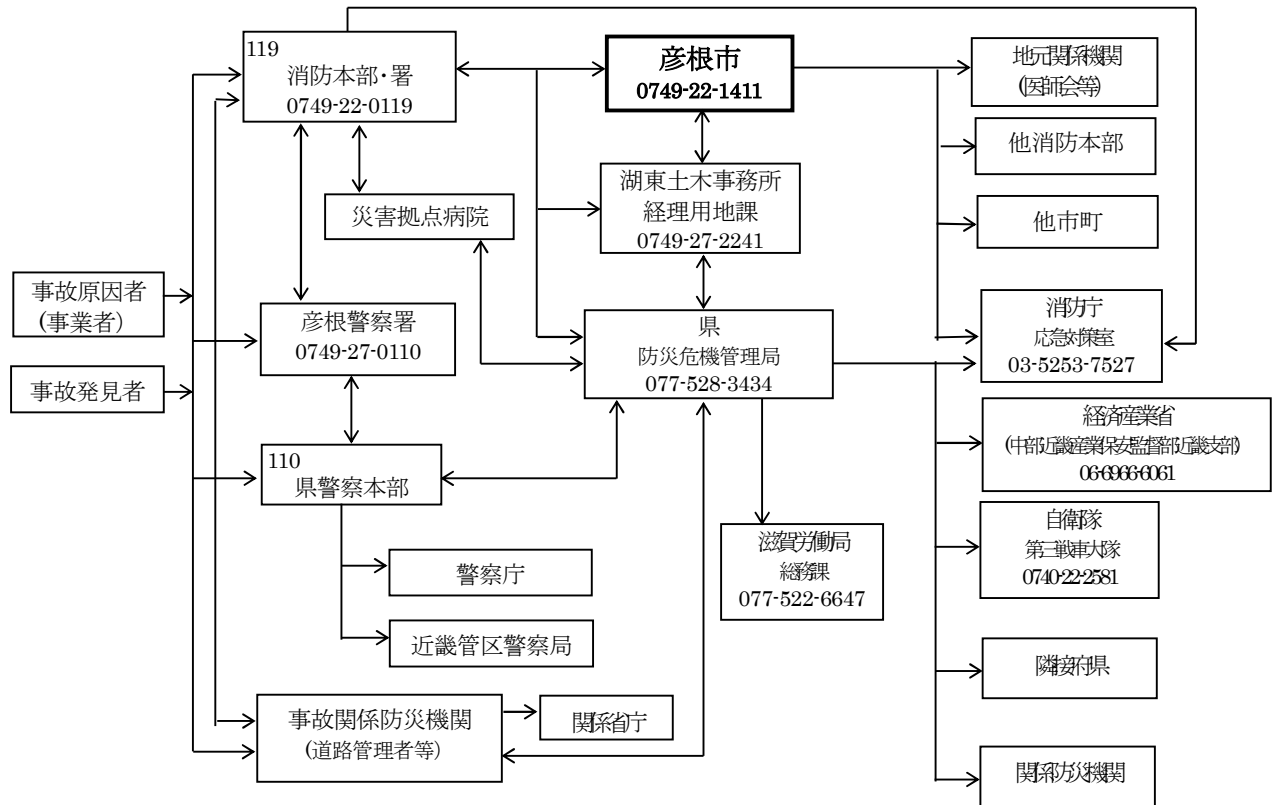 119
消防本部・署
0749-22-0119
彦根市
0749-22-1411
地元関係機関
(医師会等)
他消防本部
湖東土木事務所
経理用地課
0749-27-2241
災害拠点病院
他市町
事故原因者
(事業者)
彦根警察署
0749-27-0110
県
防災危機管理局
077-528-3434
消防庁
応急対策室
03-5253-7527
事故発見者
経済産業省
(中部近畿産業保安監督部近畿支部)
06-6966-6061
110
県警察本部
自衛隊
第三戦車大隊
0740-22-2581
滋賀労働局
総務課
077-522-6647
警察庁
近畿管区警察局
隣接府県
事故関係防災機関
(道路管理者等)
関係省庁
関係防災機関